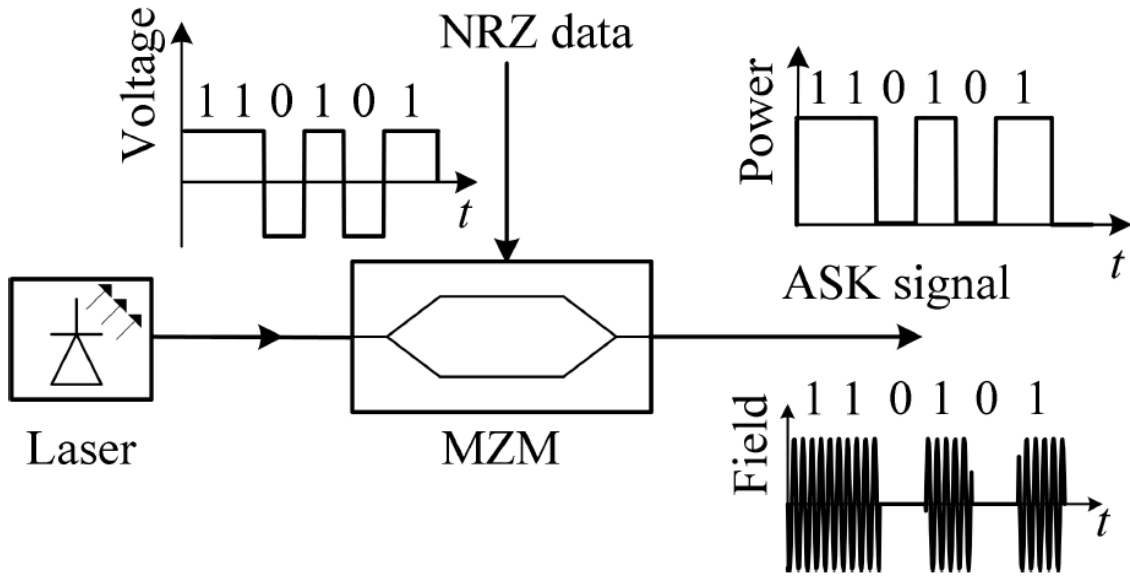 NRZ data
Voltage
1 1 0 1 0 1
t
Power
1 1 0 1 0 1
t
ASK signal
Laser
MZM
Field
1 1 0 1 0 1
t